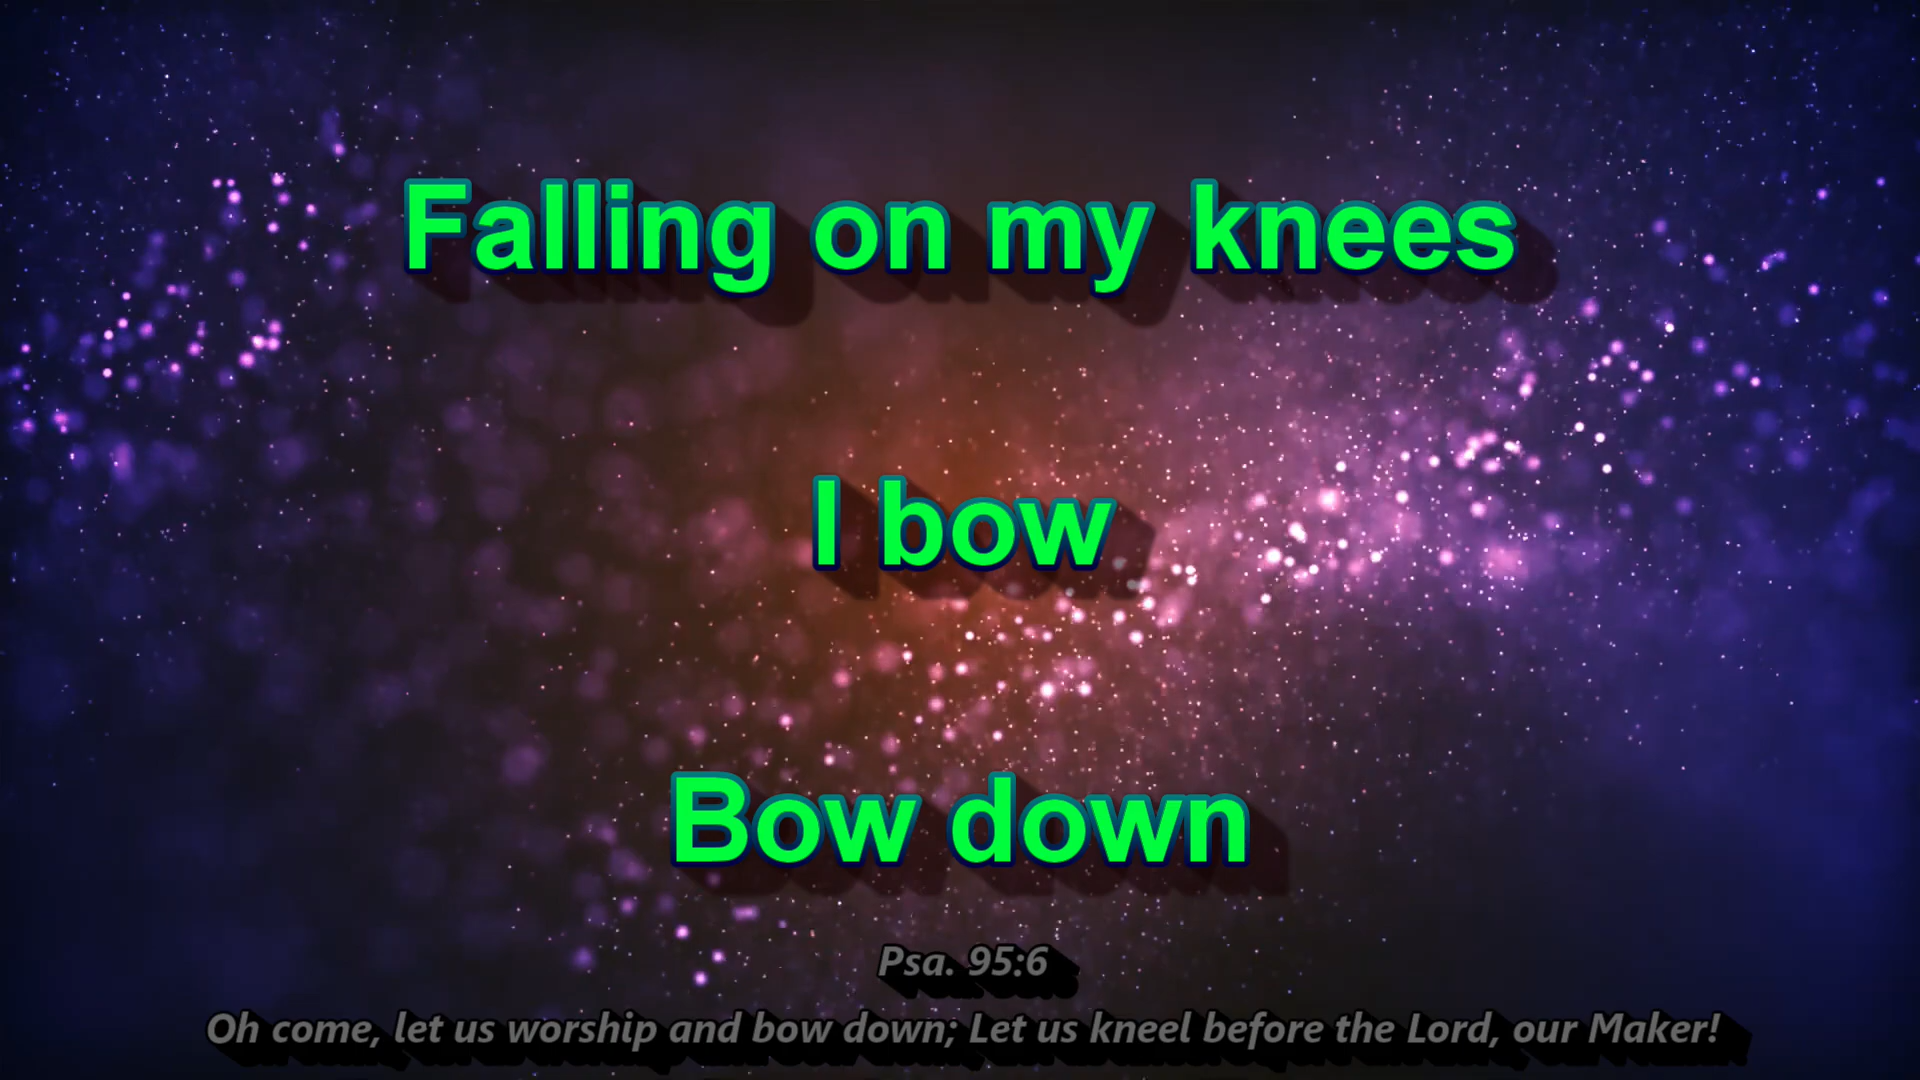 Falling on my knees
I bow
Bow down
Psa. 95:6
Oh come, let us worship and bow down; Let us kneel before the Lord, our Maker!